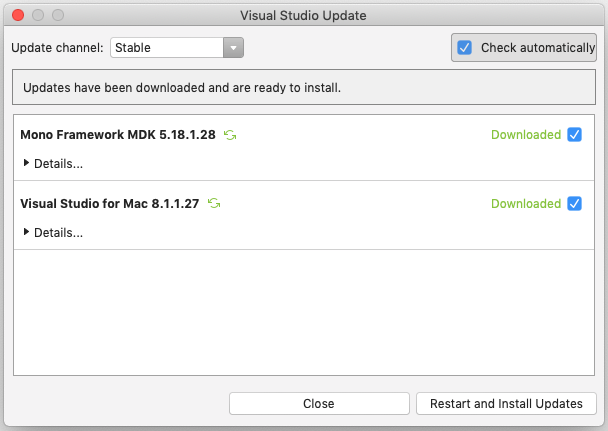 Visual Studio Update
Update channel: Stable Check automatically
Updates have been downloaded and are ready to install.
Mono Framework MDK 5.18.1.28 Downloaded
Details...
Visual Studio for Mac 8.1.1.27 Downloaded
Details...
Close Restart and Install Updates